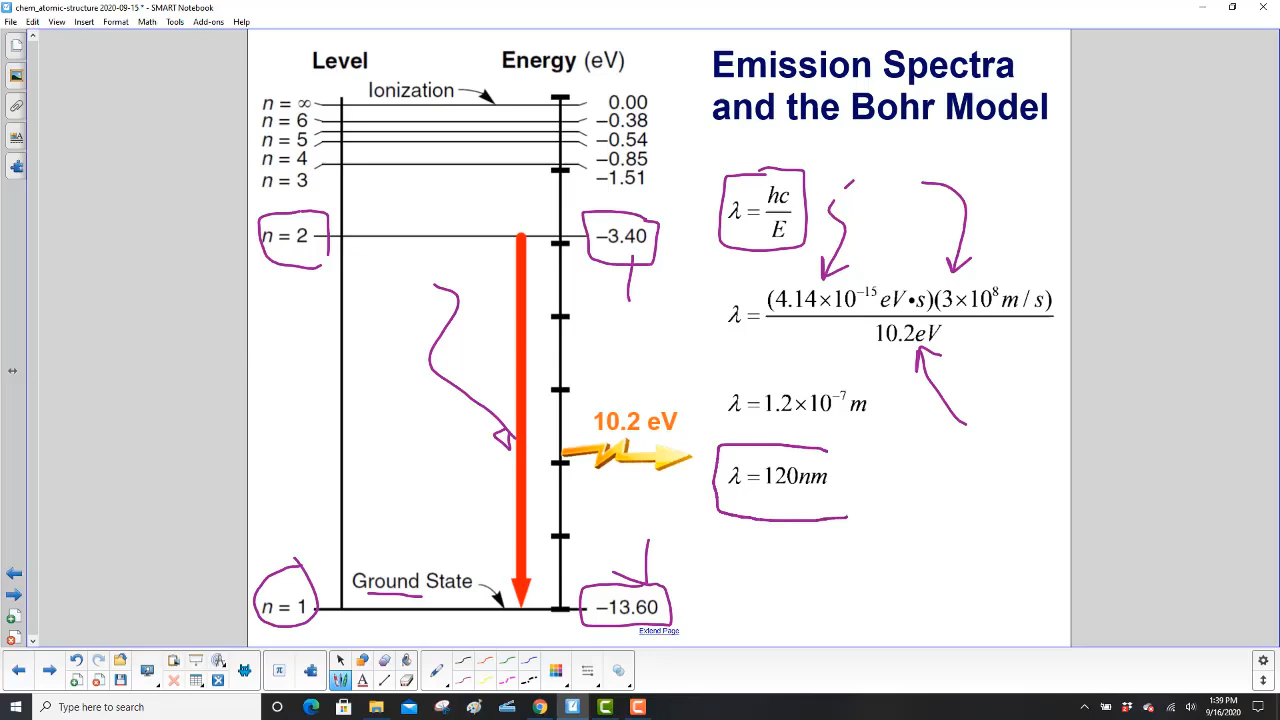 chem_atomic-structure 2020-09-15 * - SMART Notebook
File Edit View Insert Format Math Tools Add-ons Help
Level Energy (eV)
Ionization
n = ∞ 0.00
n = 6 −0.38
n = 5 −0.54
n = 4 −0.85
n = 3 −1.51
n = 2 −3.40
10.2 eV
Ground State
n = 1 −13.60
Extend Page
Emission Spectra
and the Bohr Model
λ = hc / E
λ = (4.14×10⁻¹⁵ eV•s)(3×10⁸ m / s) / 10.2eV
λ = 1.2×10⁻⁷ m
λ = 120nm
Type here to search
1:39 PM
9/16/2020